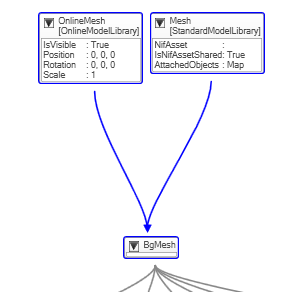 OnlineMesh
[OnlineModelLibrary]
IsVisible : True
Position : 0, 0, 0
Rotation : 0, 0, 0
Scale : 1
Mesh
[StandardModelLibrary]
NifAsset :
IsNifAssetShared: True
AttachedObjects : Map
BgMesh